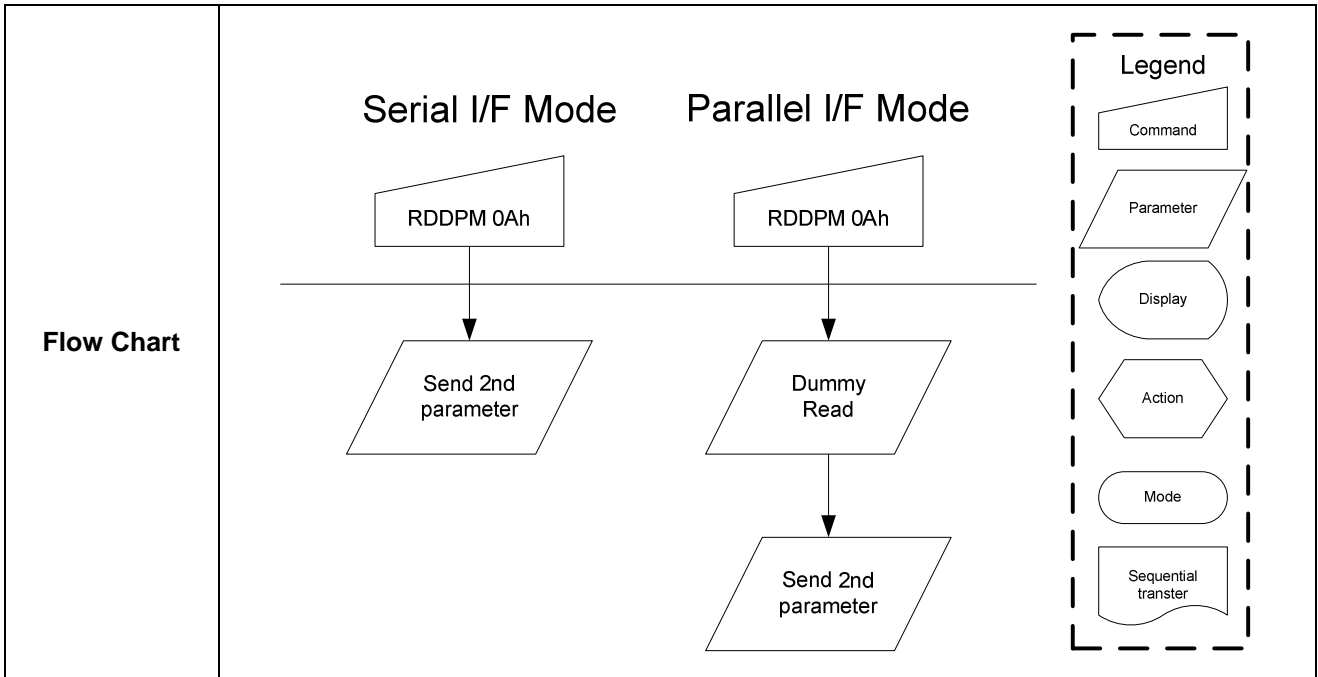 Flow Chart
Serial I/F Mode
RDDPM 0Ah
Send 2nd
parameter
Parallel I/F Mode
RDDPM 0Ah
Dummy
Read
Send 2nd
parameter
Legend
Command
Parameter
Display
Action
Mode
Sequential
transter